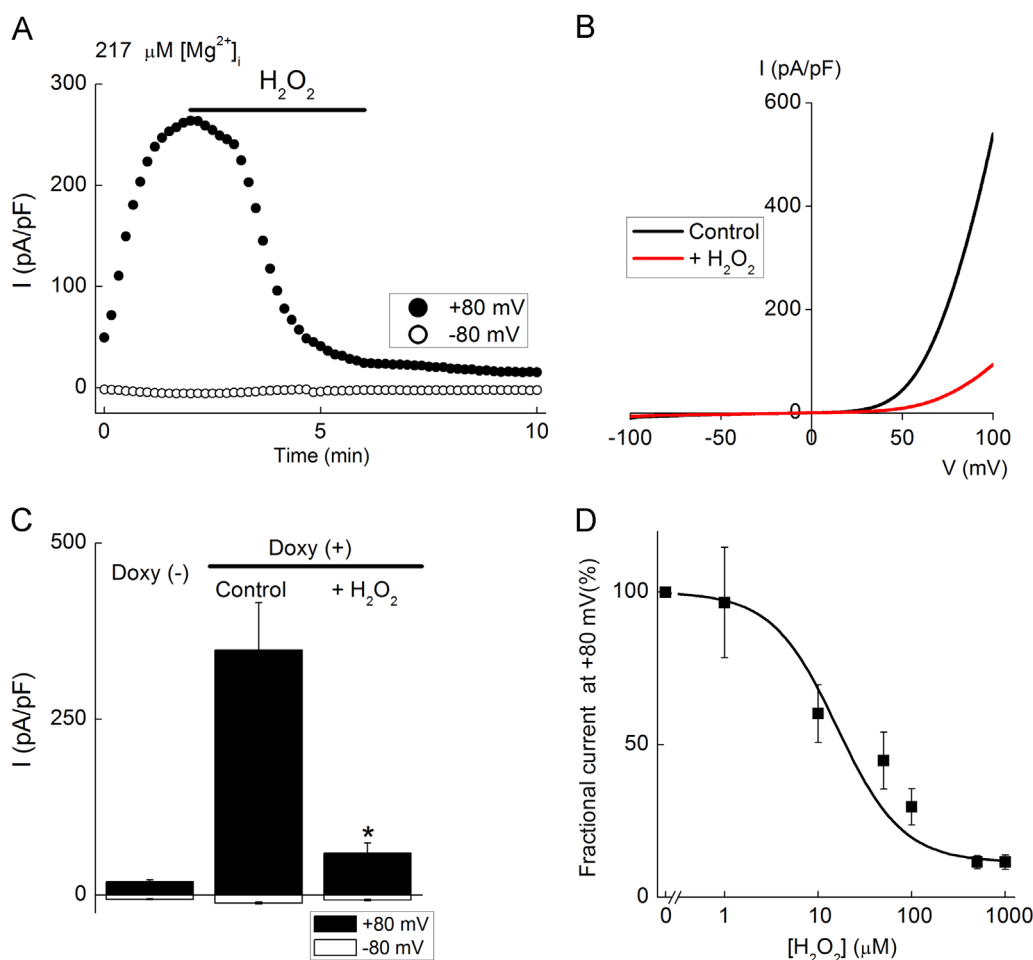 A
217 μM [Mg²⁺]ᵢ
H₂O₂
300
200
100
0
I (pA/pF)
+80 mV
-80 mV
0
5
10
Time (min)
B
I (pA/pF)
600
400
200
0
Control
+ H₂O₂
-100
-50
0
50
100
V (mV)
C
500
250
0
I (pA/pF)
Doxy (-)
Doxy (+)
Control
+ H₂O₂
*
+80 mV
-80 mV
D
Fractional current at +80 mV(%)
100
50
0
0
1
10
100
1000
[H₂O₂] (μM)